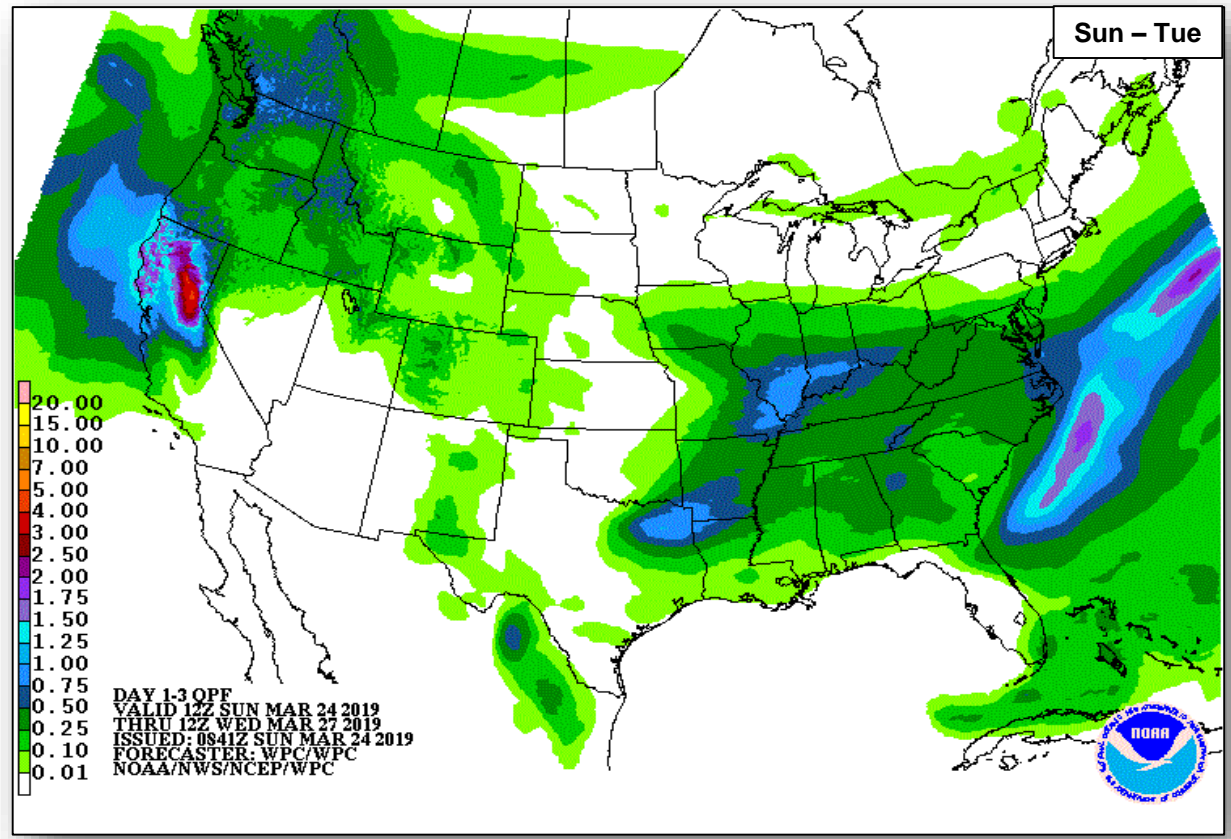 Sun – Tue
20.00
15.00
10.00
7.00
5.00
4.00
3.00
2.50
2.00
1.75
1.50
1.25
1.00
0.75
0.50
0.25
0.10
0.01
DAY 1-3 QPF
VALID 12Z SUN MAR 24 2019
THRU 12Z WED MAR 27 2019
ISSUED: 0841Z SUN MAR 24 2019
FORECASTER: WPC/WPC
NOAA/NWS/NCEP/WPC
NOAA